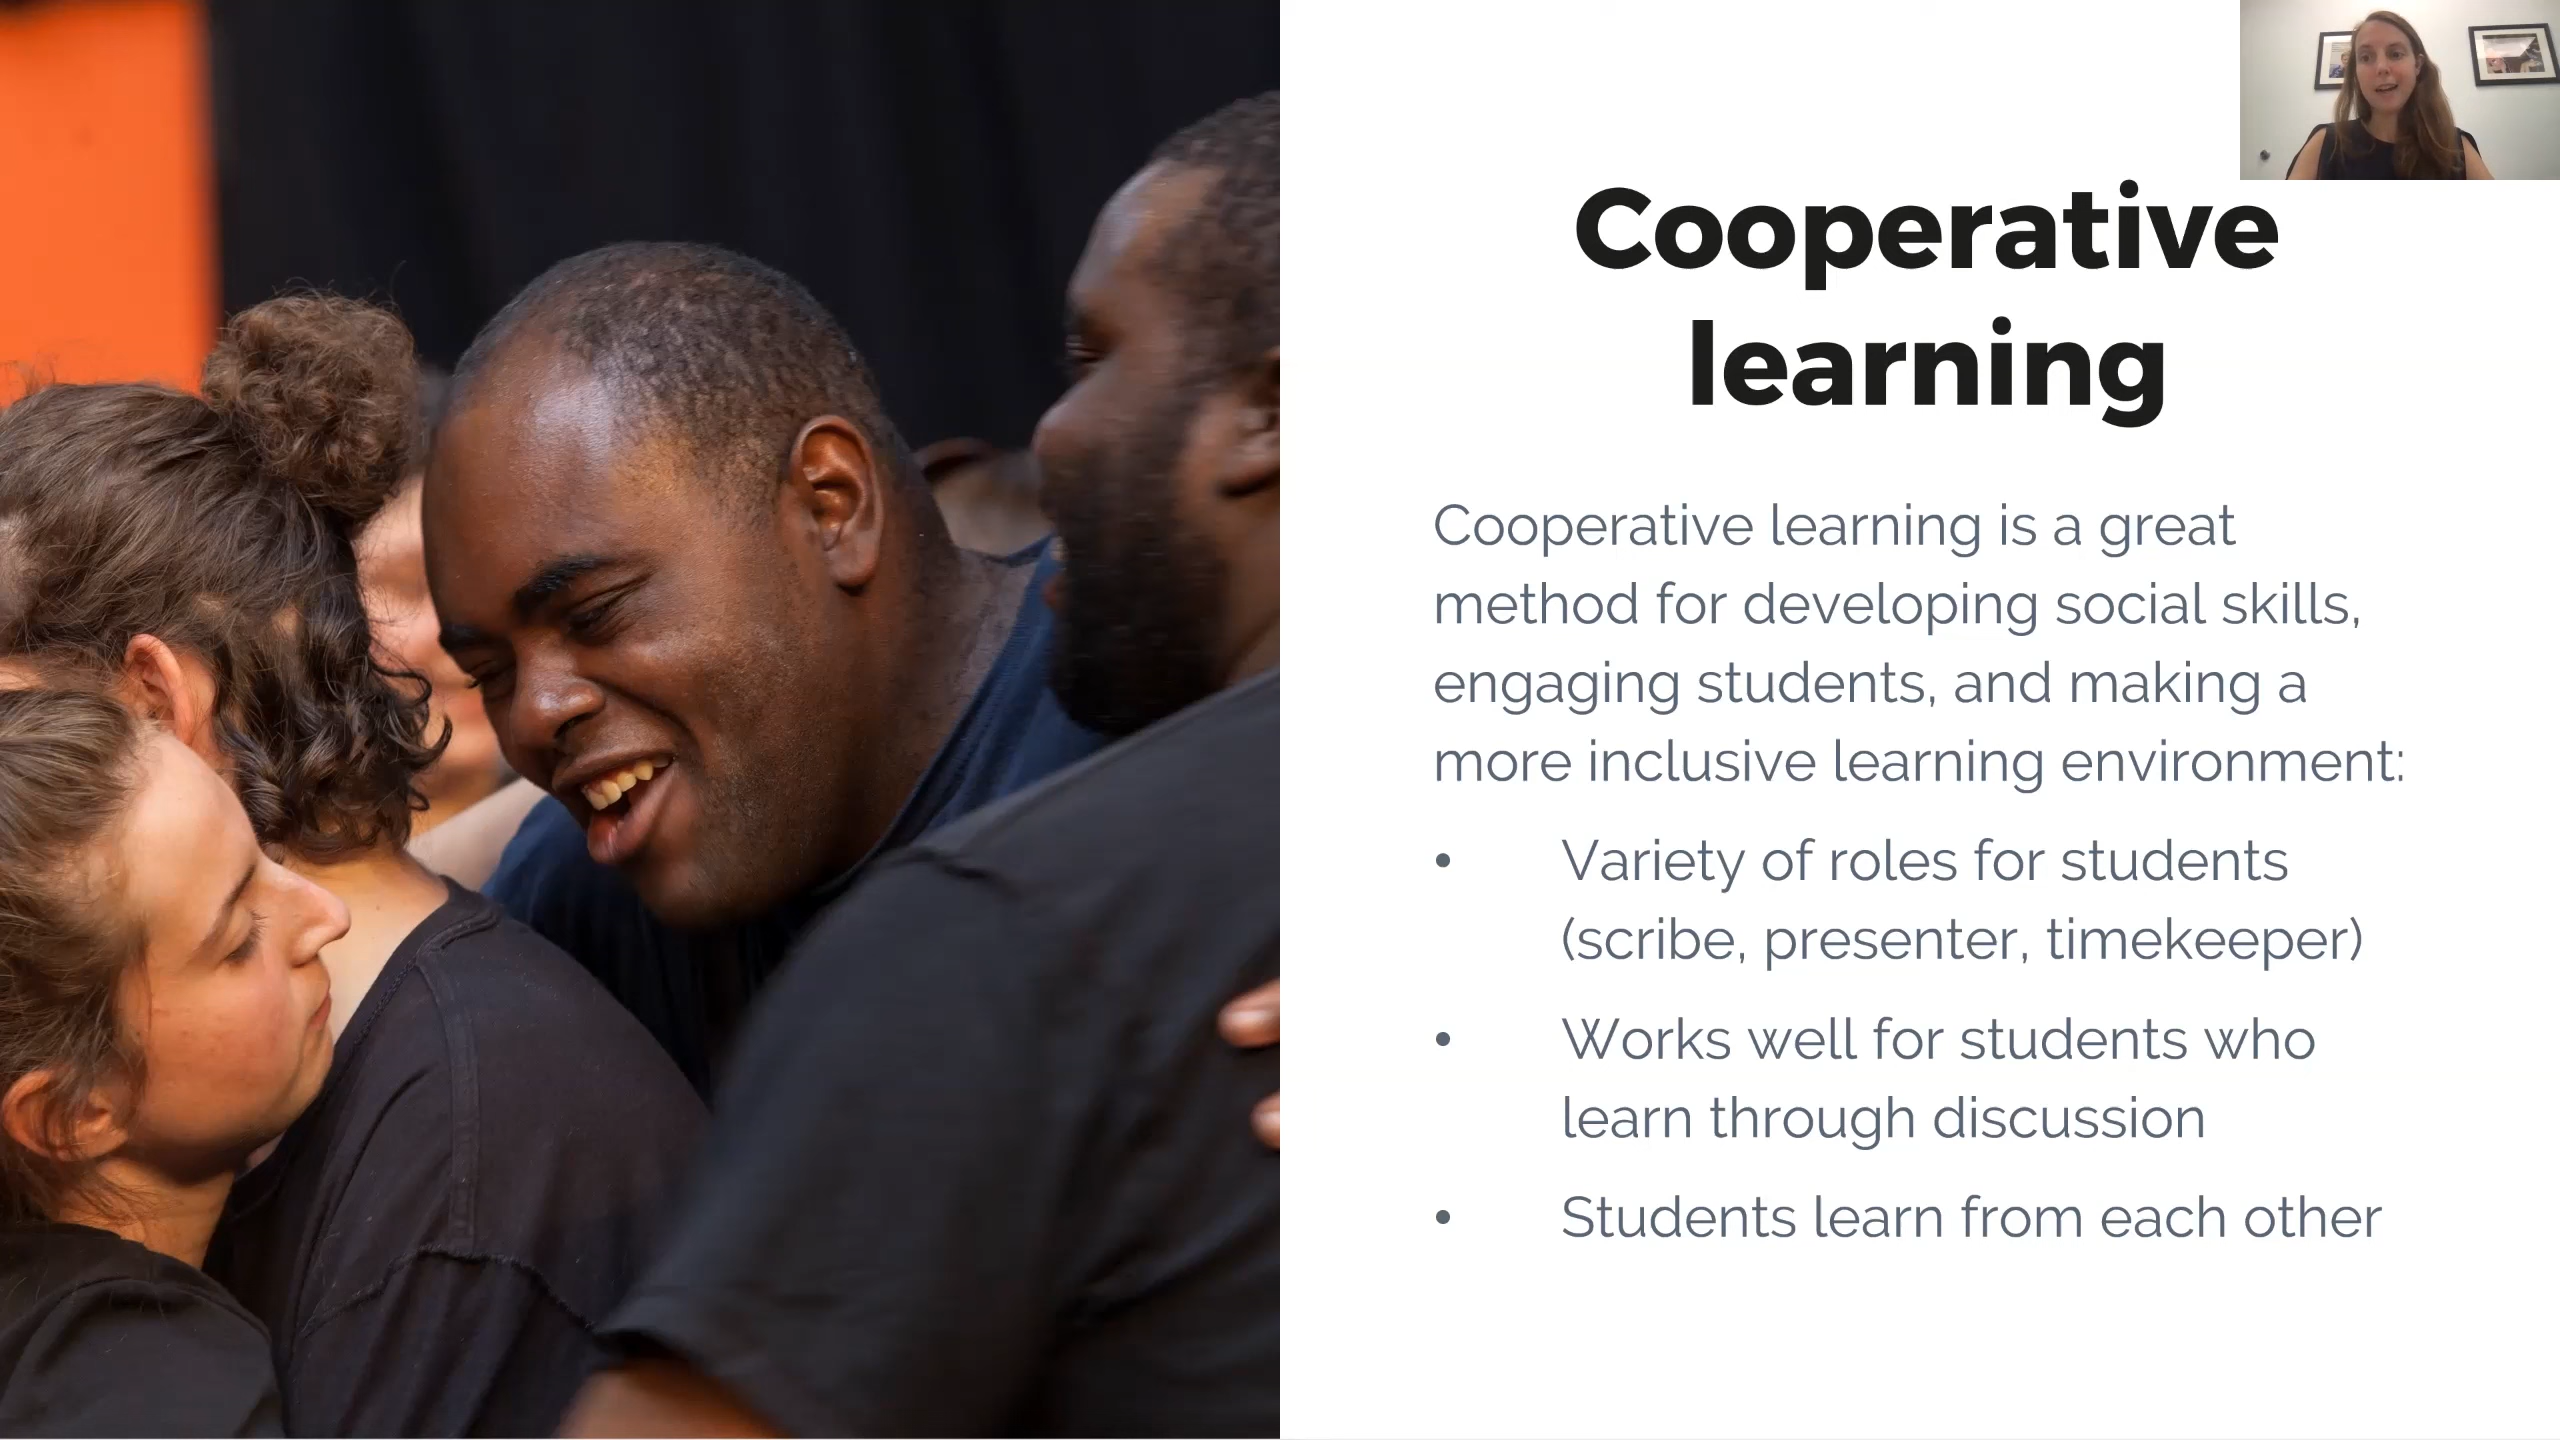 Cooperative
learning
Cooperative learning is a great
method for developing social skills,
engaging students, and making a
more inclusive learning environment:
• Variety of roles for students
(scribe, presenter, timekeeper)
• Works well for students who
learn through discussion
• Students learn from each other